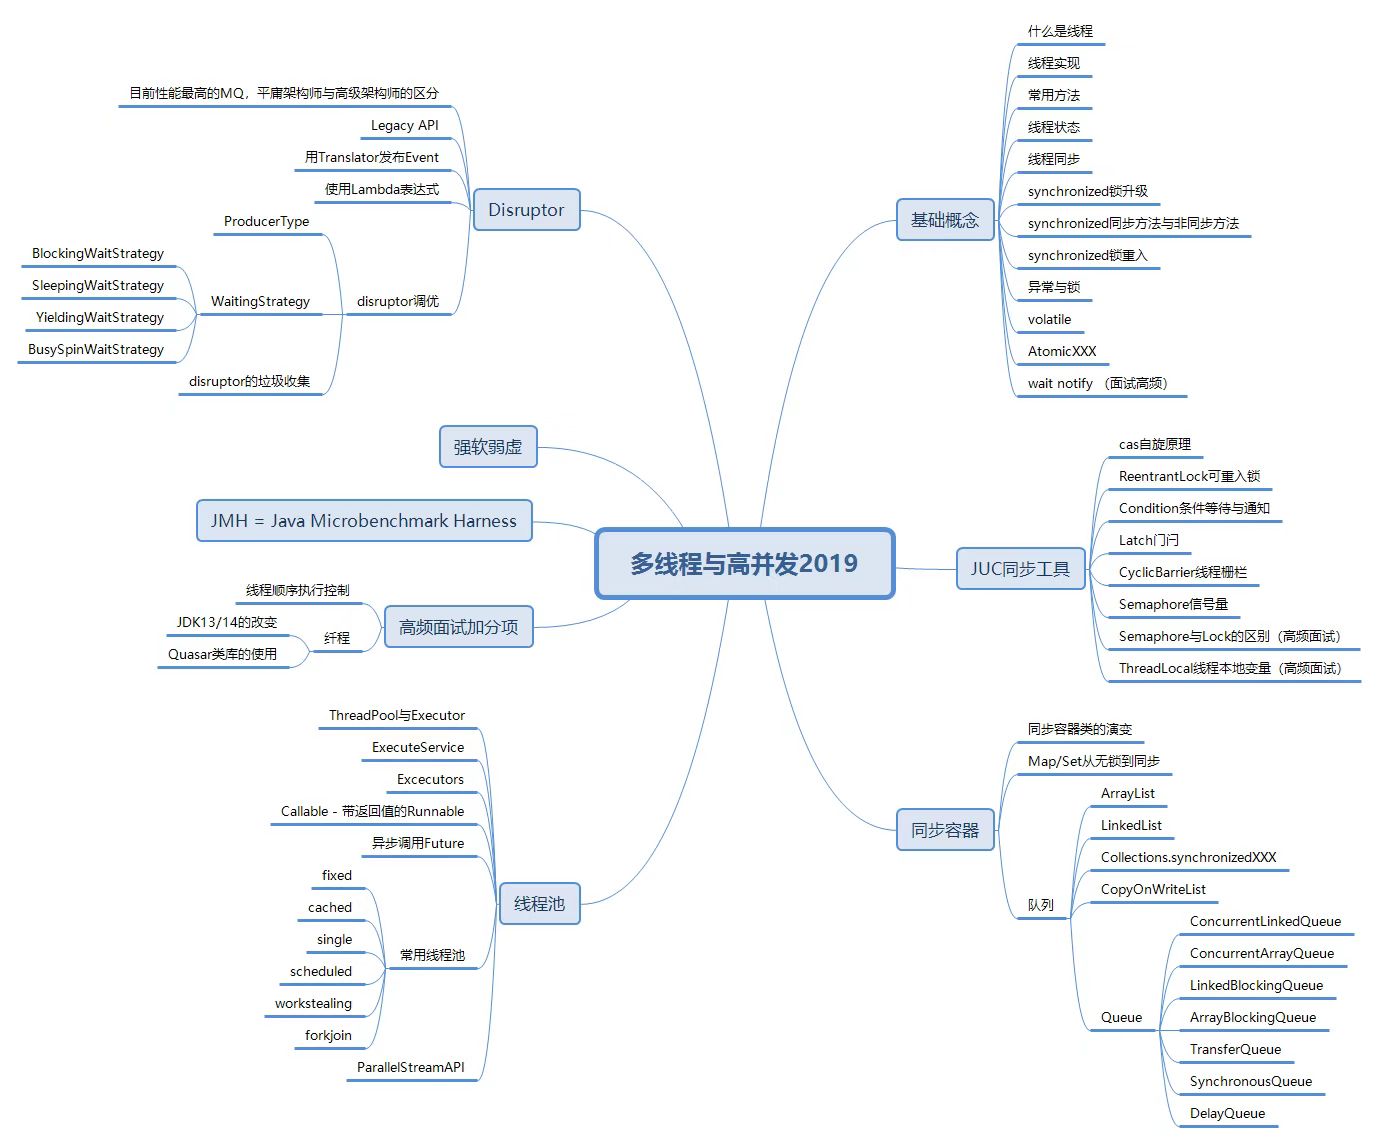 多线程与高并发2019
基础概念
什么是线程
线程实现
常用方法
线程状态
线程同步
synchronized锁升级
synchronized同步方法与非同步方法
synchronized锁重入
异常与锁
volatile
AtomicXXX
wait notify （面试高频）
JUC同步工具
cas自旋原理
ReentrantLock可重入锁
Condition条件等待与通知
Latch门闩
CyclicBarrier线程栅栏
Semaphore信号量
Semaphore与Lock的区别（高频面试）
ThreadLocal线程本地变量（高频面试）
同步容器
同步容器类的演变
Map/Set从无锁到同步
队列
ArrayList
LinkedList
Collections.synchronizedXXX
CopyOnWriteList
Queue
ConcurrentLinkedQueue
ConcurrentArrayQueue
LinkedBlockingQueue
ArrayBlockingQueue
TransferQueue
SynchronousQueue
DelayQueue
Disruptor
目前性能最高的MQ，平庸架构师与高级架构师的区分
Legacy API
用Translator发布Event
使用Lambda表达式
disruptor调优
ProducerType
WaitingStrategy
BlockingWaitStrategy
SleepingWaitStrategy
YieldingWaitStrategy
BusySpinWaitStrategy
disruptor的垃圾收集
强软弱虚
JMH = Java Microbenchmark Harness
高频面试加分项
线程顺序执行控制
纤程
JDK13/14的改变
Quasar类库的使用
线程池
ThreadPool与Executor
ExecuteService
Excecutors
Callable - 带返回值的Runnable
异步调用Future
常用线程池
fixed
cached
single
scheduled
workstealing
forkjoin
ParallelStreamAPI